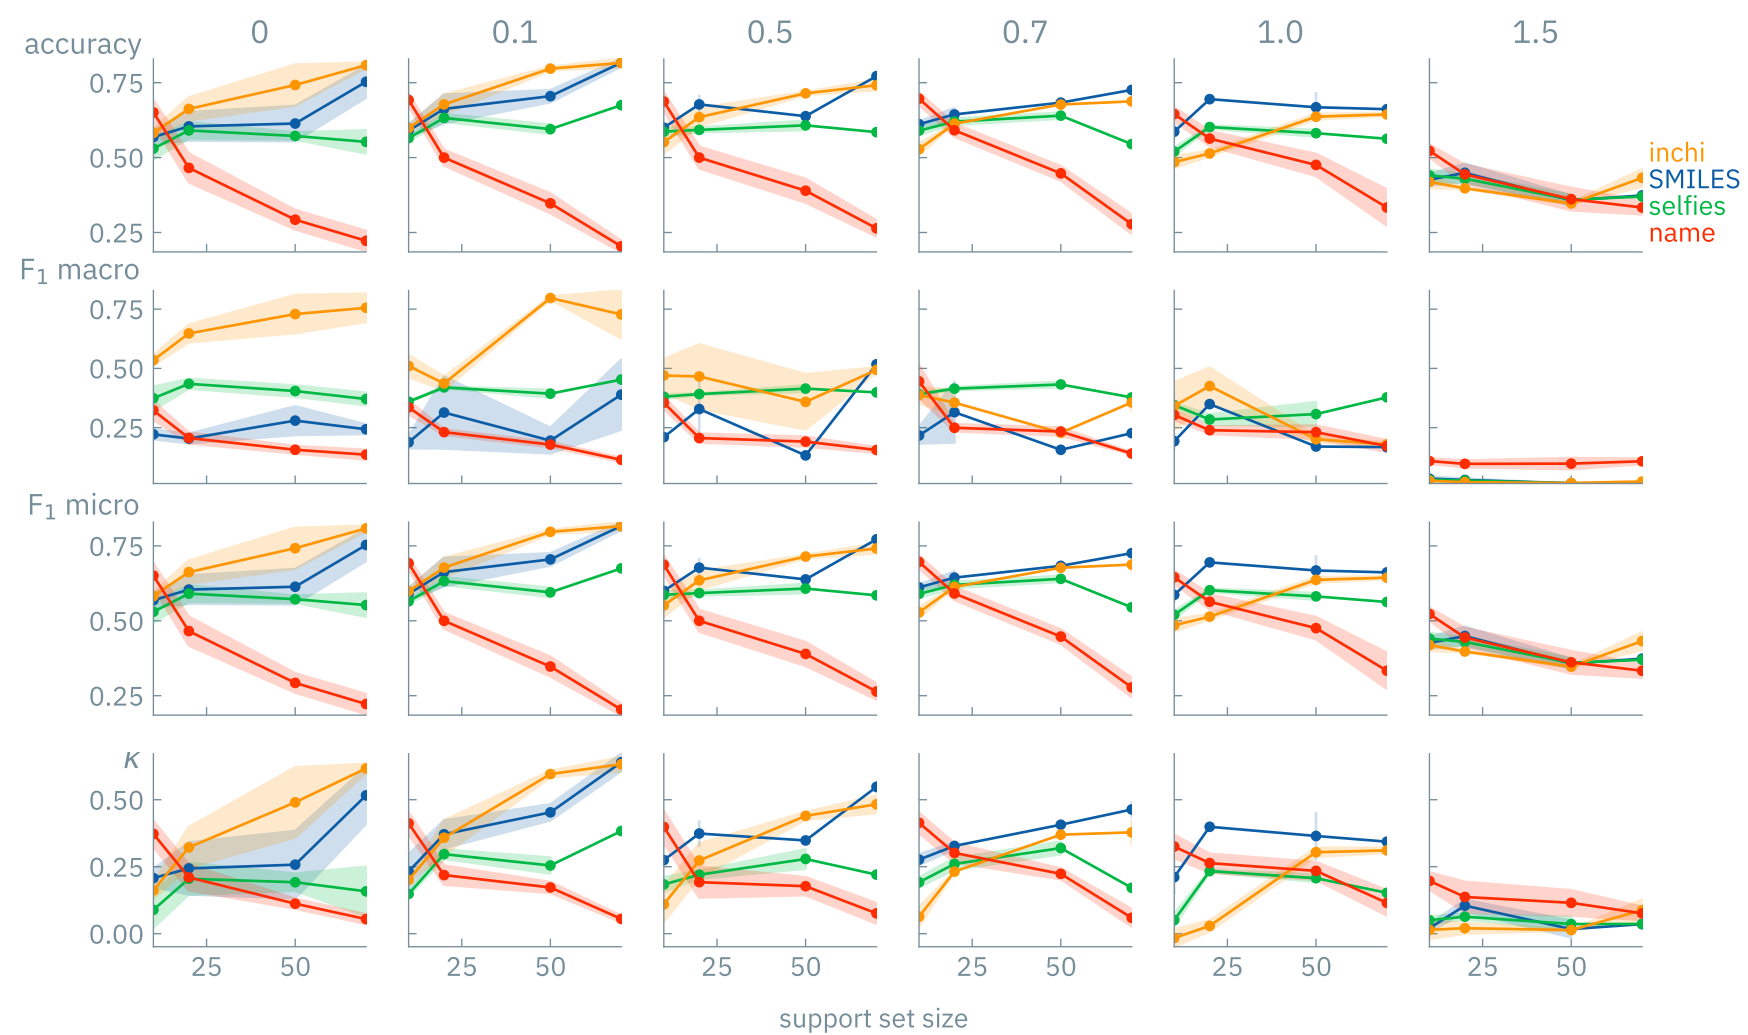 0 0.1 0.5 0.7 1.0 1.5
accuracy
0.75
0.50
0.25
inchi
SMILES
selfies
name
F₁ macro
0.75
0.50
0.25
F₁ micro
0.75
0.50
0.25
K
0.50
0.25
0.00
25 50 25 50 25 50 25 50 25 50 25 50
support set size